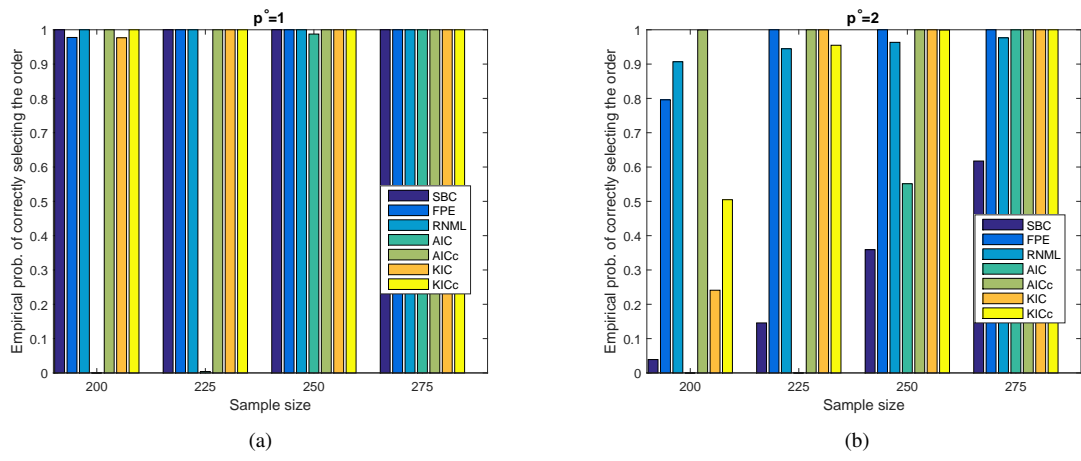 p°=1
Empirical prob. of correctly selecting the order
1
0.9
0.8
0.7
0.6
0.5
0.4
0.3
0.2
0.1
0
200
225
250
275
Sample size
SBC
FPE
RNML
AIC
AICc
KIC
KICc
(a)
p°=2
Empirical prob. of correctly selecting the order
1
0.9
0.8
0.7
0.6
0.5
0.4
0.3
0.2
0.1
0
200
225
250
275
Sample size
SBC
FPE
RNML
AIC
AICc
KIC
KICc
(b)